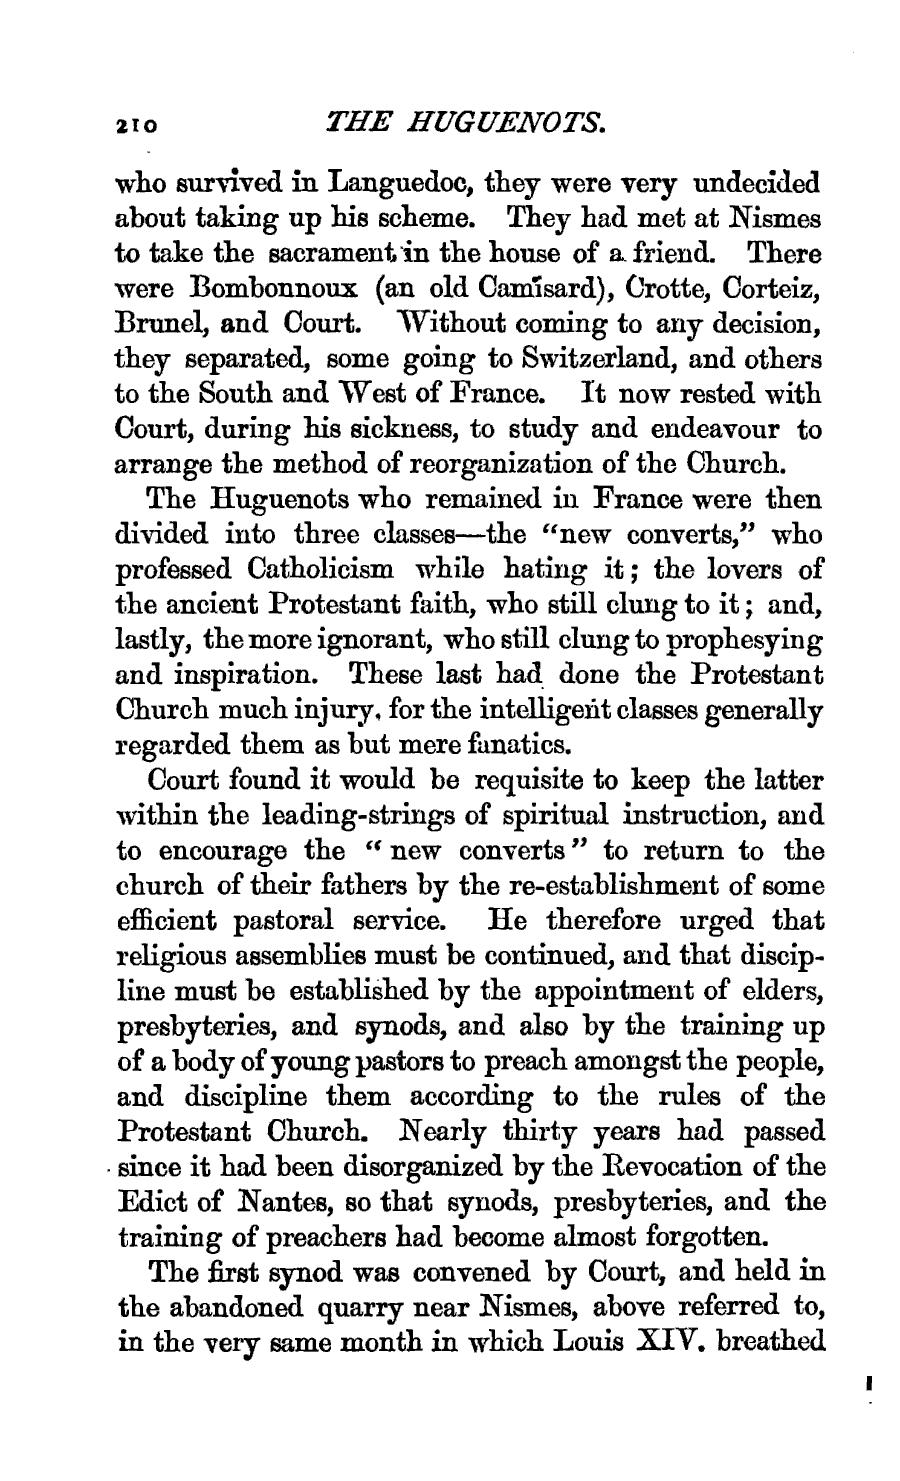 210 THE HUGUENOTS.
who survived in Languedoc, they were very undecided
about taking up his scheme. They had met at Nismes
to take the sacrament in the house of a friend. There
were Bombonnoux (an old Camisard), Crotte, Corteiz,
Brunel, and Court. Without coming to any decision,
they separated, some going to Switzerland, and others
to the South and West of France. It now rested with
Court, during his sickness, to study and endeavour to
arrange the method of reorganization of the Church.
The Huguenots who remained in France were then
divided into three classes—the “new converts,” who
professed Catholicism while hating it; the lovers of
the ancient Protestant faith, who still clung to it; and,
lastly, the more ignorant, who still clung to prophesying
and inspiration. These last had done the Protestant
Church much injury, for the intelligent classes generally
regarded them as but mere fanatics.
Court found it would be requisite to keep the latter
within the leading-strings of spiritual instruction, and
to encourage the “new converts” to return to the
church of their fathers by the re-establishment of some
efficient pastoral service. He therefore urged that
religious assemblies must be continued, and that discip-
line must be established by the appointment of elders,
presbyteries, and synods, and also by the training up
of a body of young pastors to preach amongst the people,
and discipline them according to the rules of the
Protestant Church. Nearly thirty years had passed
since it had been disorganized by the Revocation of the
Edict of Nantes, so that synods, presbyteries, and the
training of preachers had become almost forgotten.
The first synod was convened by Court, and held in
the abandoned quarry near Nismes, above referred to,
in the very same month in which Louis XIV. breathed